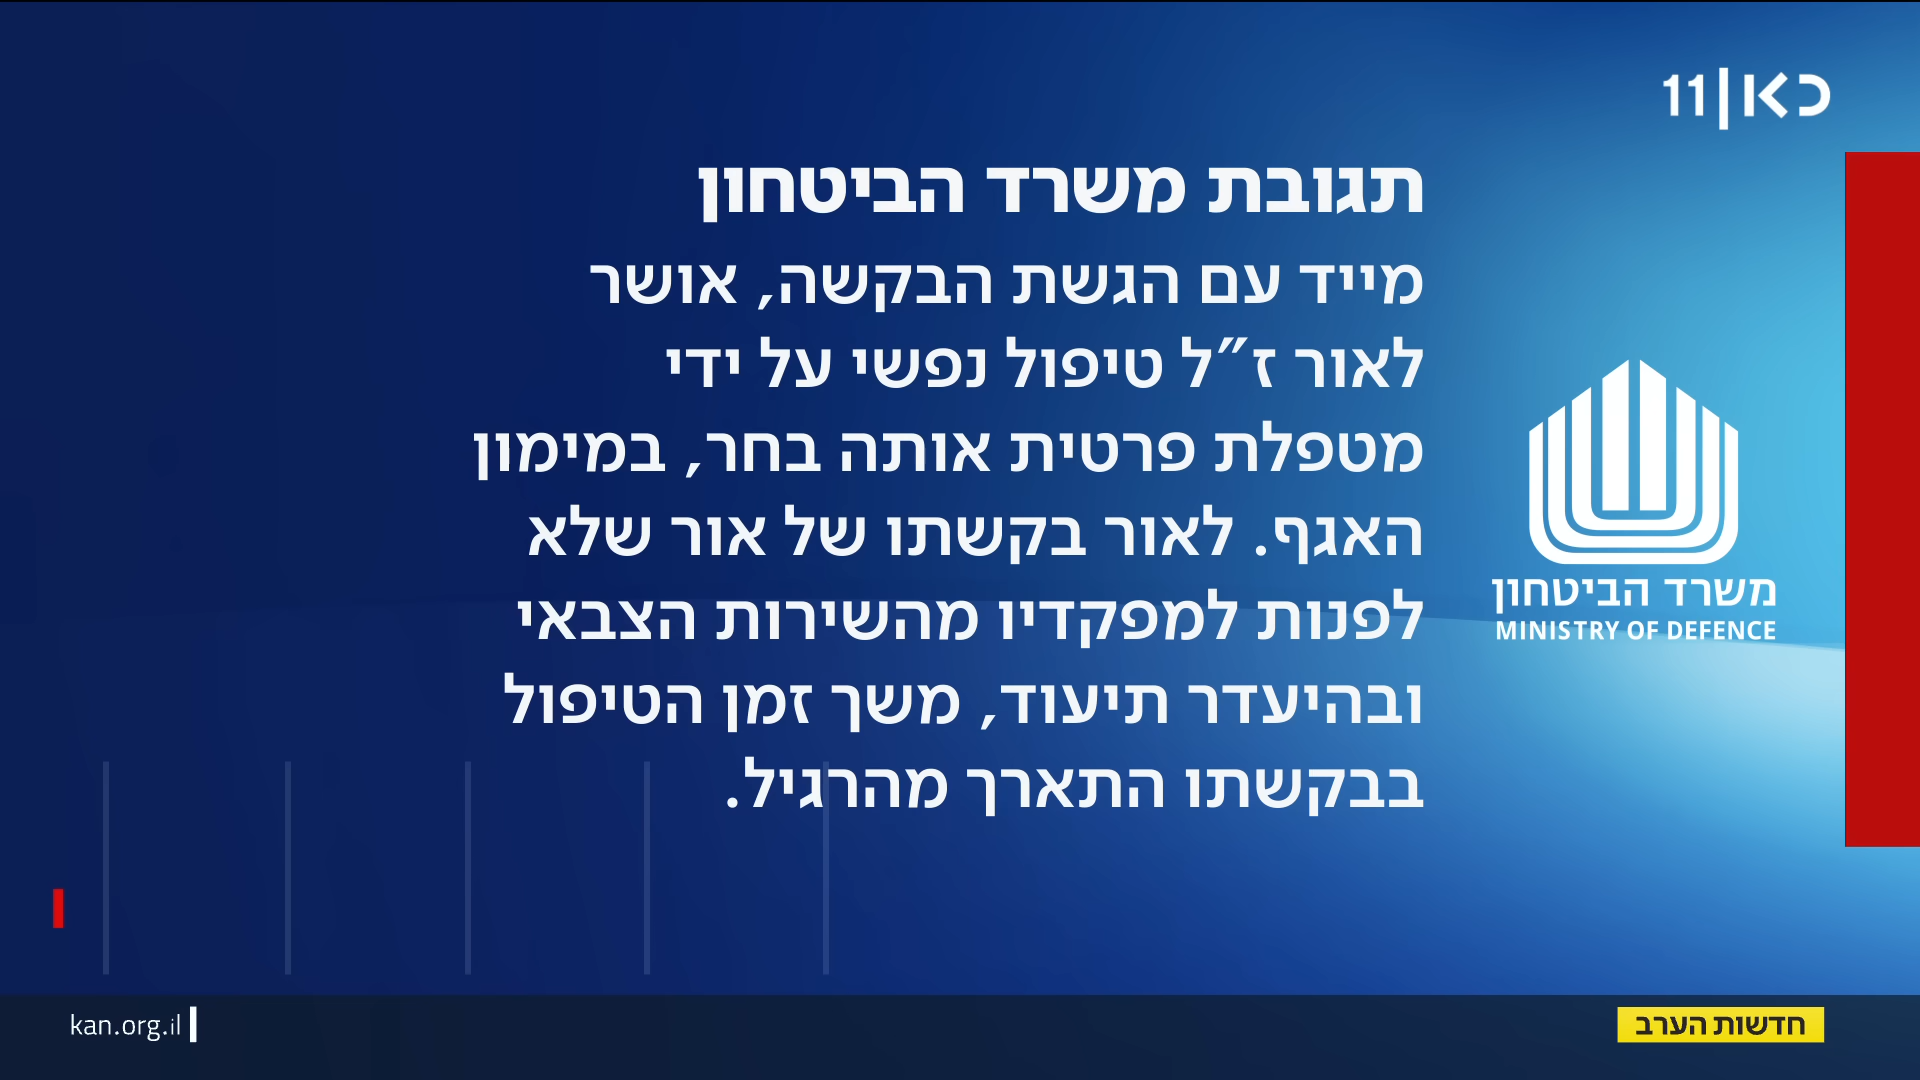 כאן|11
תגובת משרד הביטחון
מייד עם הגשת הבקשה, אושר
לאור ז״ל טיפול נפשי על ידי
מטפלת פרטית אותה בחר, במימון
האגף. לאור בקשתו של אור שלא
לפנות למפקדיו מהשירות הצבאי
ובהיעדר תיעוד, משך זמן הטיפול
בבקשתו התארך מהרגיל.
משרד הביטחון
MINISTRY OF DEFENCE
חדשות הערב
kan.org.il